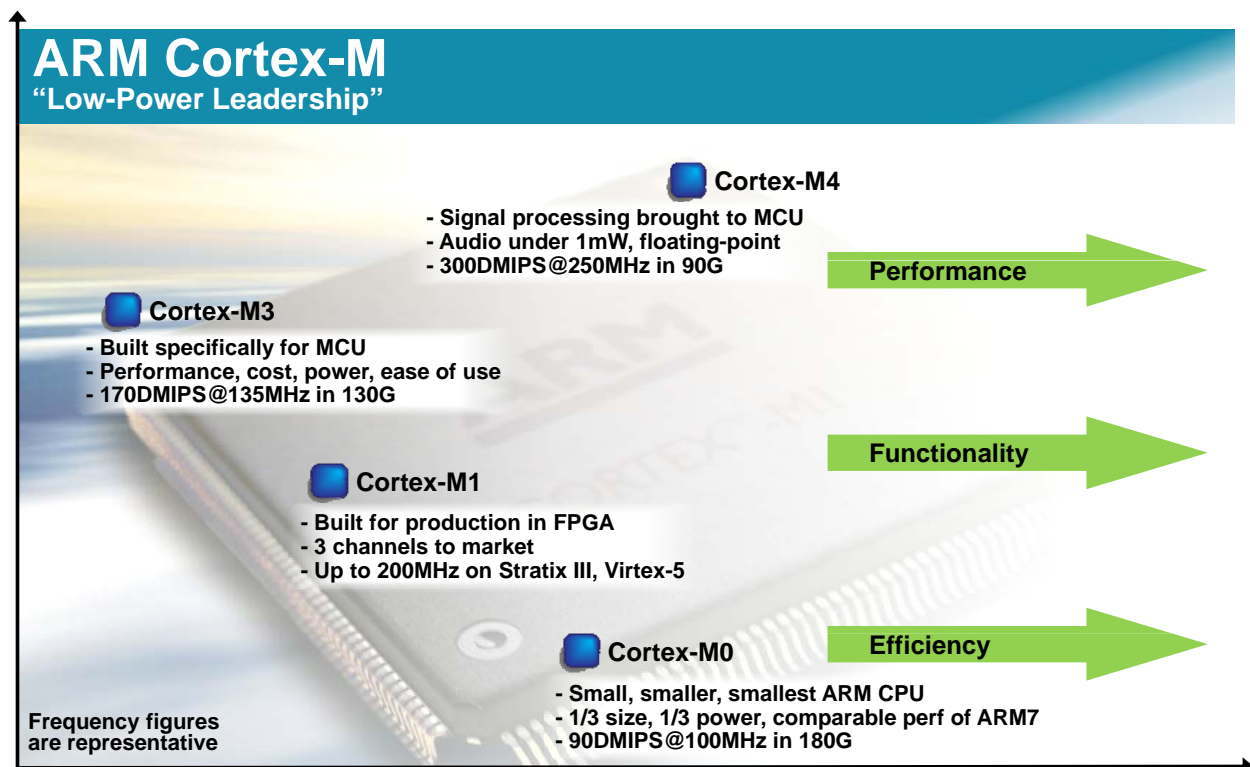 ARM Cortex-M
“Low-Power Leadership”
Cortex-M4
- Signal processing brought to MCU
- Audio under 1mW, floating-point
- 300DMIPS@250MHz in 90G
Performance
Cortex-M3
- Built specifically for MCU
- Performance, cost, power, ease of use
- 170DMIPS@135MHz in 130G
Functionality
Cortex-M1
- Built for production in FPGA
- 3 channels to market
- Up to 200MHz on Stratix III, Virtex-5
Efficiency
Cortex-M0
- Small, smaller, smallest ARM CPU
- 1/3 size, 1/3 power, comparable perf of ARM7
- 90DMIPS@100MHz in 180G
Frequency figures
are representative
ARM
CORTEX-M1